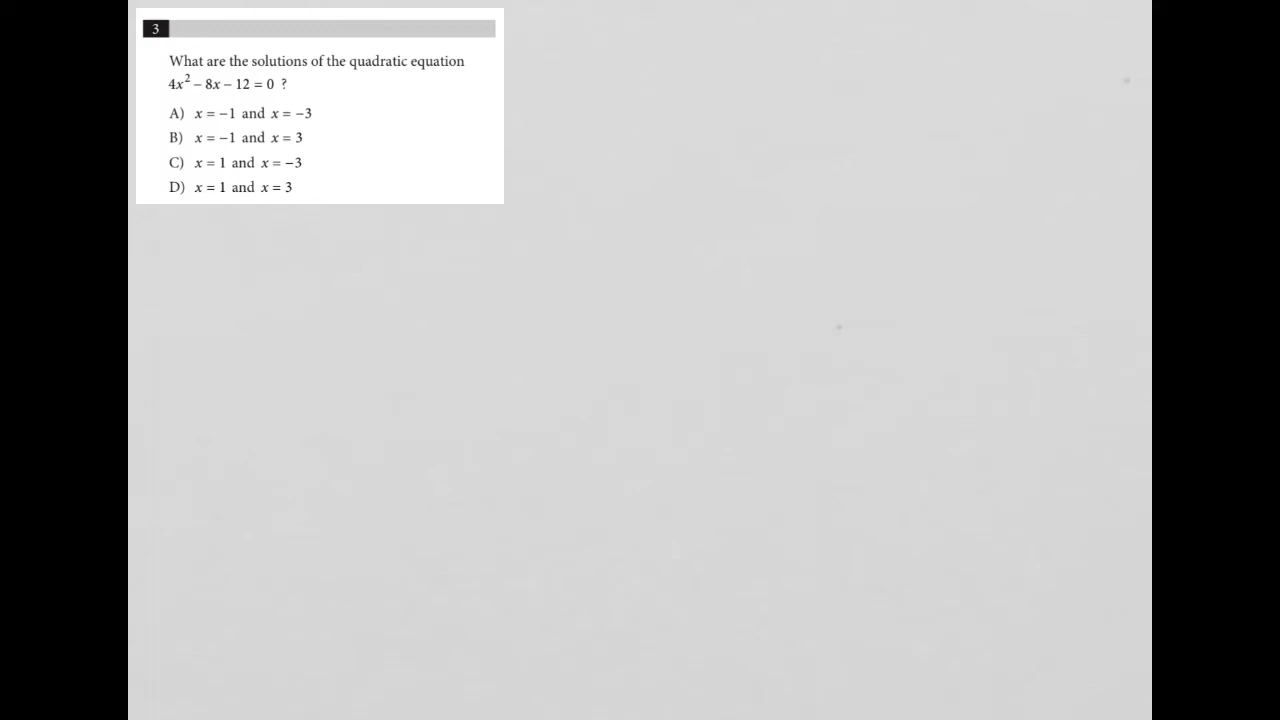 3
What are the solutions of the quadratic equation
4x² – 8x – 12 = 0 ?
A) x = −1 and x = −3
B) x = −1 and x = 3
C) x = 1 and x = −3
D) x = 1 and x = 3